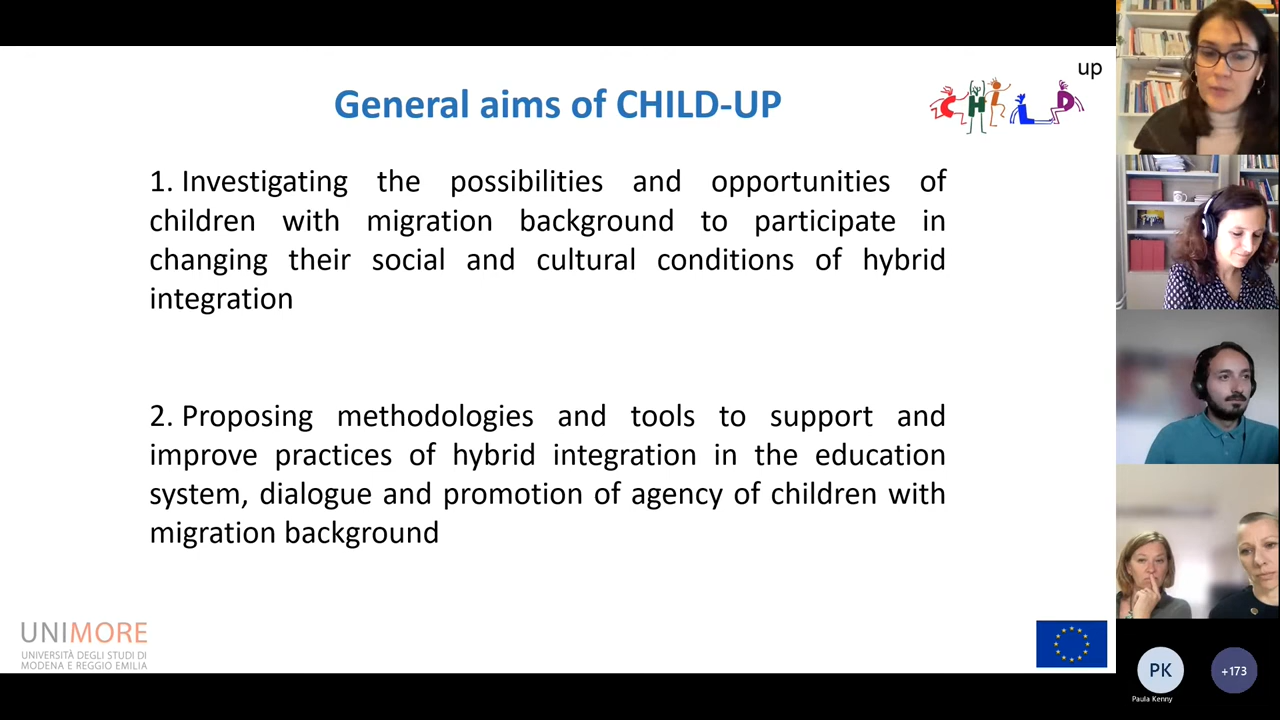 General aims of CHILD-UP
CHILD
up
1. Investigating the possibilities and opportunities of
children with migration background to participate in
changing their social and cultural conditions of hybrid
integration
2. Proposing methodologies and tools to support and
improve practices of hybrid integration in the education
system, dialogue and promotion of agency of children with
migration background
UNIMORE
UNIVERSITÀ DEGLI STUDI DI
MODENA E REGGIO EMILIA
PK
Paula Kenny
+173